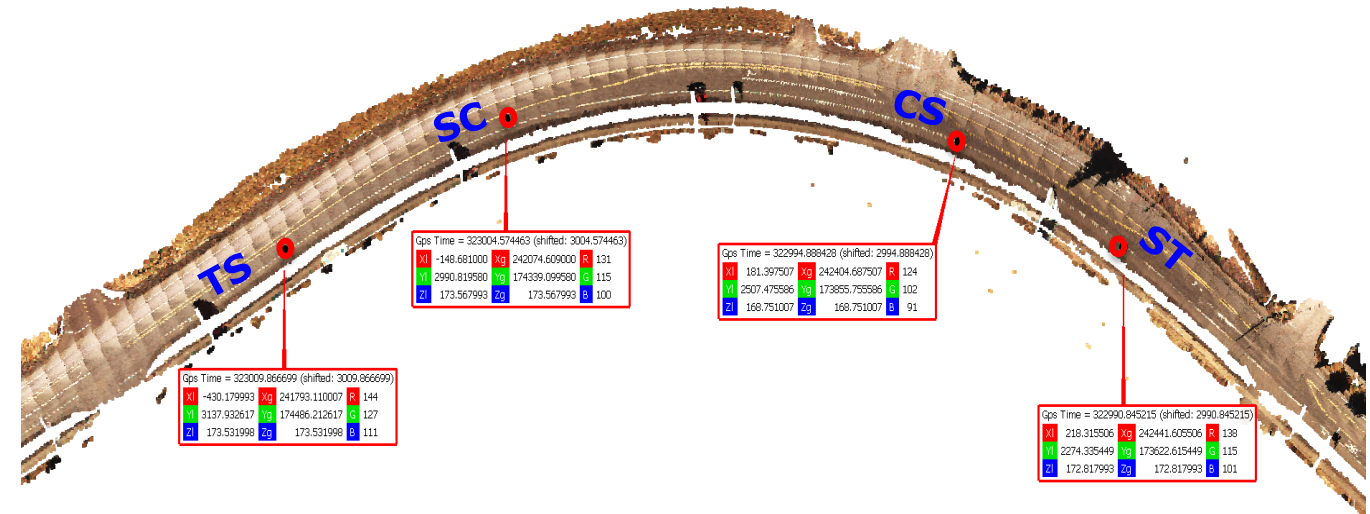 SC
CS
TS
ST
Gps Time = 323004.574463 (shifted: 3004.574463)
Xl -148.681000 Xg 242074.609000 R 131
Yl 2990.819580 Yg 174339.099580 G 115
Zl 173.567993 Zg 173.567993 B 100
Gps Time = 322994.888428 (shifted: 2994.888428)
Xl 181.397507 Xg 242404.687507 R 124
Yl 2507.475586 Yg 173855.755586 G 102
Zl 168.751007 Zg 168.751007 B 91
Gps Time = 323009.866699 (shifted: 3009.866699)
Xl -430.179993 Xg 241793.110007 R 144
Yl 3137.932617 Yg 174486.212617 G 127
Zl 173.531998 Zg 173.531998 B 111
Gps Time = 322990.845215 (shifted: 2990.845215)
Xl 218.315506 Xg 242441.605506 R 138
Yl 2274.335449 Yg 173622.615449 G 115
Zl 172.817993 Zg 172.817993 B 101